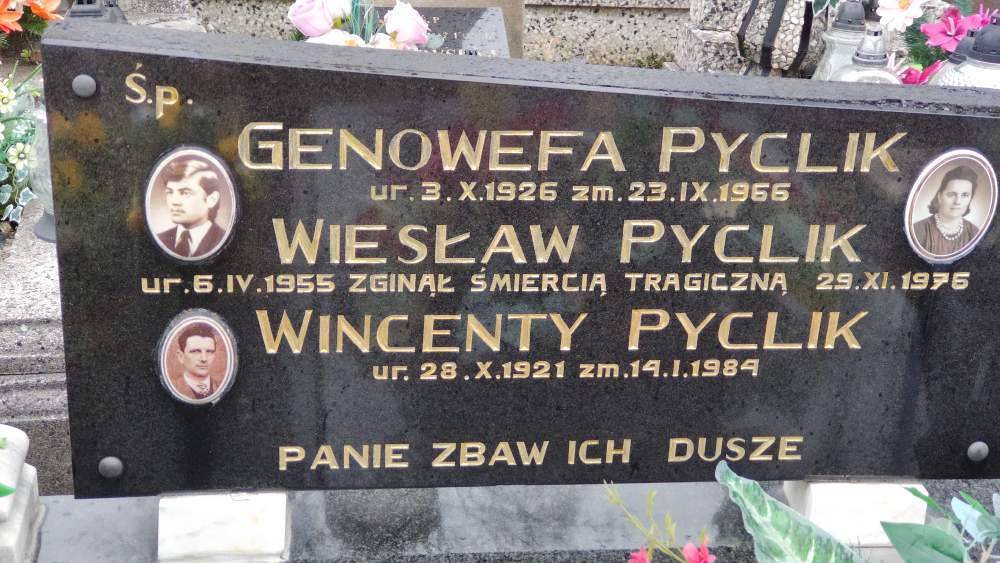 Ś.p.
GENOWEFA PYCLIK
ur. 3.X.1926 zm. 23.IX.1966
WIESŁAW PYCLIK
ur. 6.IV.1955 ZGINĄŁ ŚMIERCIĄ TRAGICZNĄ 29.XI.1976
WINCENTY PYCLIK
ur. 28.X.1921 zm. 14.I.1984
PANIE ZBAW ICH DUSZE